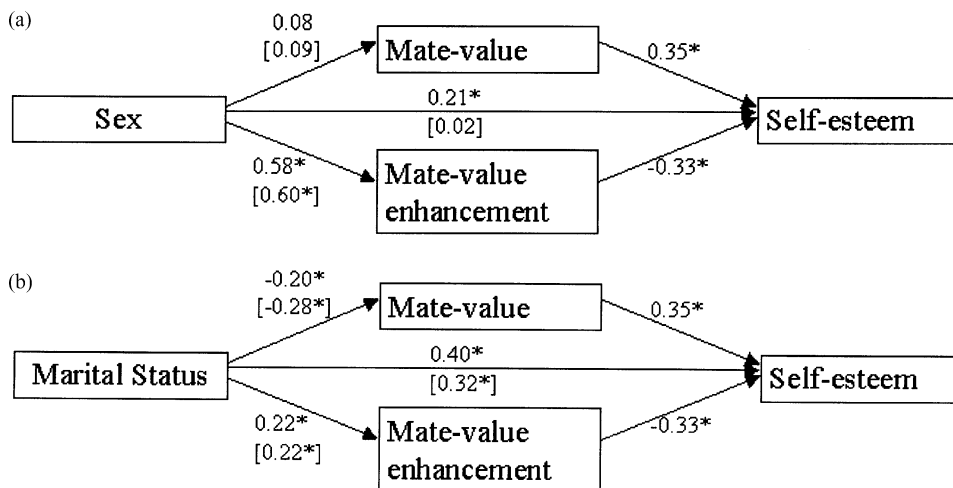 (a)
0.08
[0.09]
Mate-value
0.35*
Sex
0.21*
[0.02]
Self-esteem
0.58*
[0.60*]
Mate-value
enhancement
-0.33*
(b)
-0.20*
[-0.28*]
Mate-value
0.35*
Marital Status
0.40*
[0.32*]
Self-esteem
0.22*
[0.22*]
Mate-value
enhancement
-0.33*